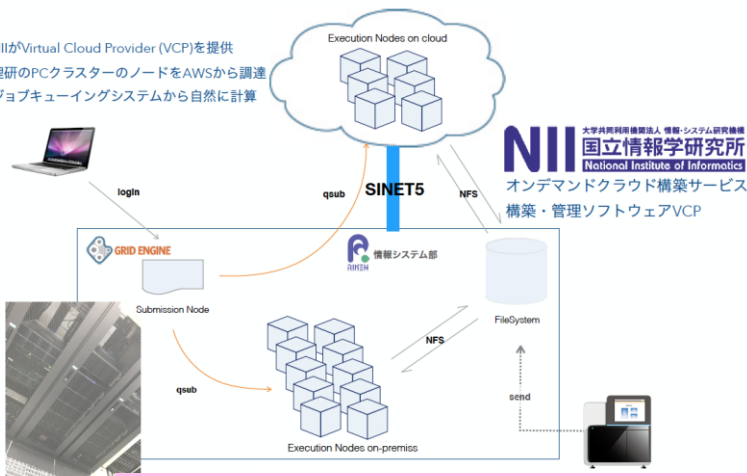 IIがVirtual Cloud Provider (VCP)を提供
理研のPCクラスターのノードをAWSから調達
ジョブキューイングシステムから自然に計算
Execution Nodes on cloud
大学共同利用機関法人 情報・システム研究機構
NII 国立情報学研究所
National Institute of Informatics
オンデマンドクラウド構築サービス
構築・管理ソフトウェアVCP
login
qsub
SINET5
NFS
GRID ENGINE
RIKEN 情報システム部
Submission Node
FileSystem
NFS
qsub
send
Execution Nodes on-premiss